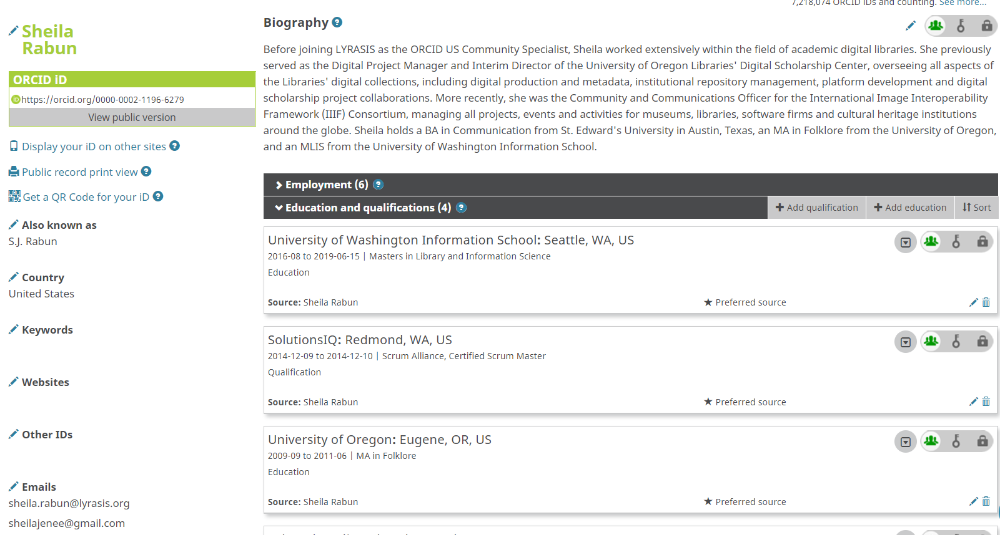 7,218,074 ORCID iDs and counting. See more...
Sheila
Rabun
ORCID iD
https://orcid.org/0000-0002-1196-6279
View public version
Display your iD on other sites
Public record print view
Get a QR Code for your iD
Also known as
S.J. Rabun
Country
United States
Keywords
Websites
Other IDs
Emails
sheila.rabun@lyrasis.org
sheilajenee@gmail.com
Biography
Before joining LYRASIS as the ORCID US Community Specialist, Sheila worked extensively within the field of academic digital libraries. She previously
served as the Digital Project Manager and Interim Director of the University of Oregon Libraries' Digital Scholarship Center, overseeing all aspects of
the Libraries' digital collections, including digital production and metadata, institutional repository management, platform development and digital
scholarship project collaborations. More recently, she was the Community and Communications Officer for the International Image Interoperability
Framework (IIIF) Consortium, managing all projects, events and activities for museums, libraries, software firms and cultural heritage institutions
around the globe. Sheila holds a BA in Communication from St. Edward's University in Austin, Texas, an MA in Folklore from the University of Oregon,
and an MLIS from the University of Washington Information School.
Employment (6)
Education and qualifications (4) Add qualification Add education Sort
University of Washington Information School: Seattle, WA, US
2016-08 to 2019-06-15 | Masters in Library and Information Science
Education
Source: Sheila Rabun Preferred source
SolutionsIQ: Redmond, WA, US
2014-12-09 to 2014-12-10 | Scrum Alliance, Certified Scrum Master
Qualification
Source: Sheila Rabun Preferred source
University of Oregon: Eugene, OR, US
2009-09 to 2011-06 | MA in Folklore
Education
Source: Sheila Rabun Preferred source